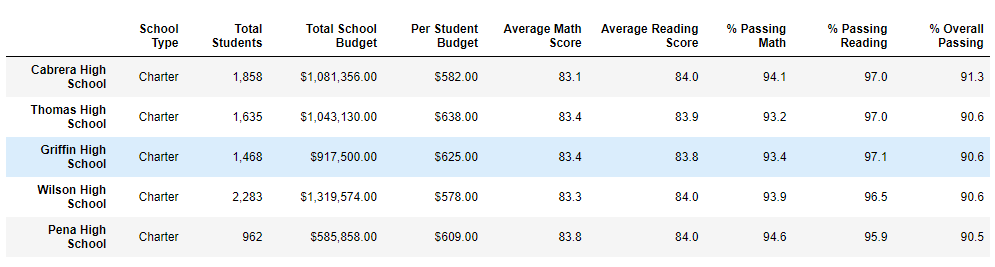 School Type Total Students Total School Budget Per Student Budget Average Math Score Average Reading Score % Passing Math % Passing Reading % Overall Passing
Cabrera High School Charter 1,858 $1,081,356.00 $582.00 83.1 84.0 94.1 97.0 91.3
Thomas High School Charter 1,635 $1,043,130.00 $638.00 83.4 83.9 93.2 97.0 90.6
Griffin High School Charter 1,468 $917,500.00 $625.00 83.4 83.8 93.4 97.1 90.6
Wilson High School Charter 2,283 $1,319,574.00 $578.00 83.3 84.0 93.9 96.5 90.6
Pena High School Charter 962 $585,858.00 $609.00 83.8 84.0 94.6 95.9 90.5